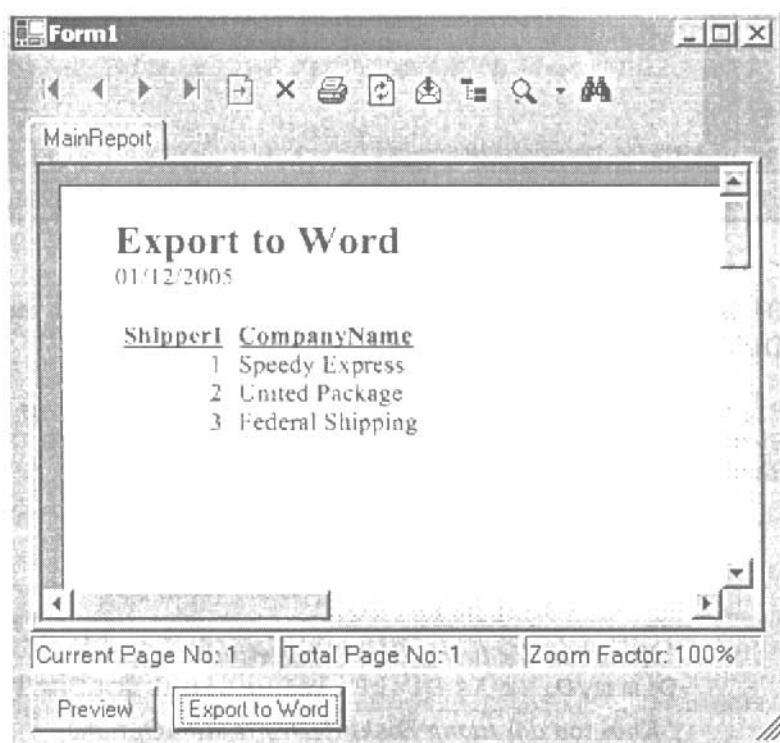 Form1
MainReport
Export to Word
01/12/2005
ShipperI CompanyName
1 Speedy Express
2 United Package
3 Federal Shipping
Current Page No: 1 Total Page No: 1 Zoom Factor: 100%
Preview Export to Word